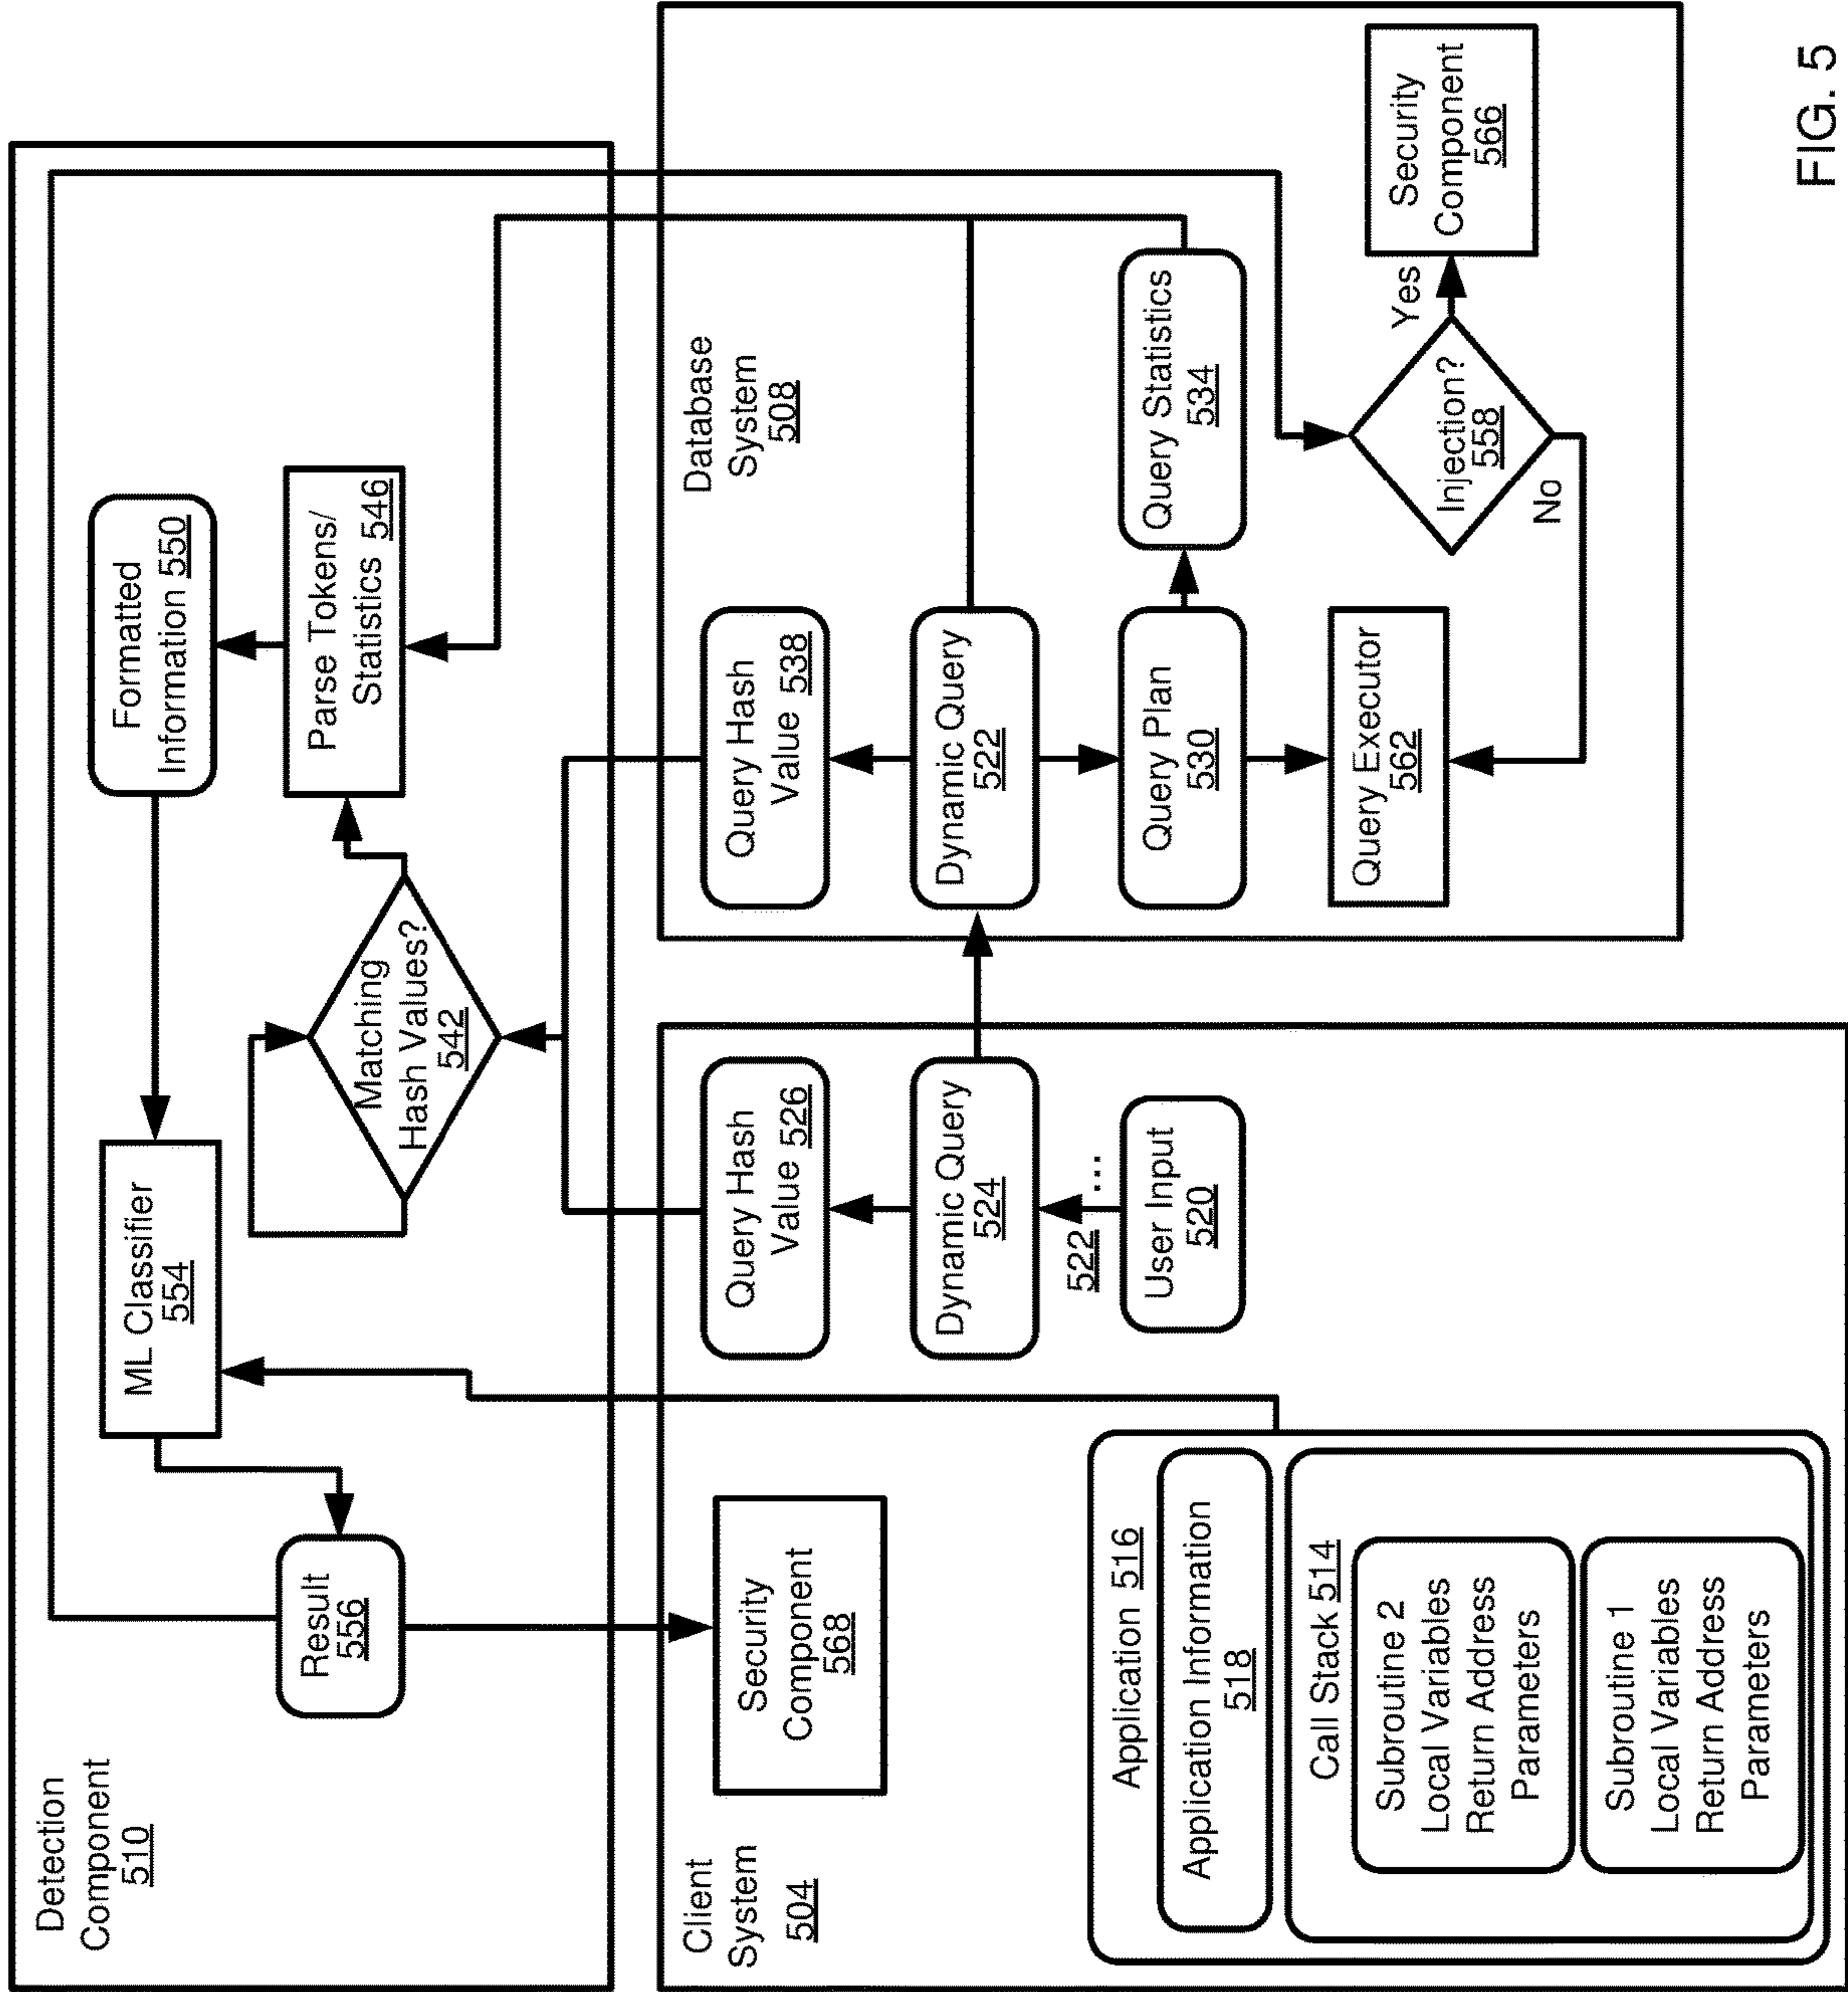 Detection
Component
510
Result
556
ML Classifier
554
Matching
Hash Values?
542
Formatted
Information 550
Parse Tokens/
Statistics 546
Client
System
504
Security
Component
568
Query Hash
Value 526
Dynamic Query
524
522
...
User Input
520
Application 516
Application Information
518
Call Stack 514
Subroutine 2
Local Variables
Return Address
Parameters
Subroutine 1
Local Variables
Return Address
Parameters
Database
System
508
Query Hash
Value 538
Dynamic Query
522
Query Plan
530
Query Statistics
534
Query Executor
562
Injection?
558
Yes
No
Security
Component
566
FIG. 5